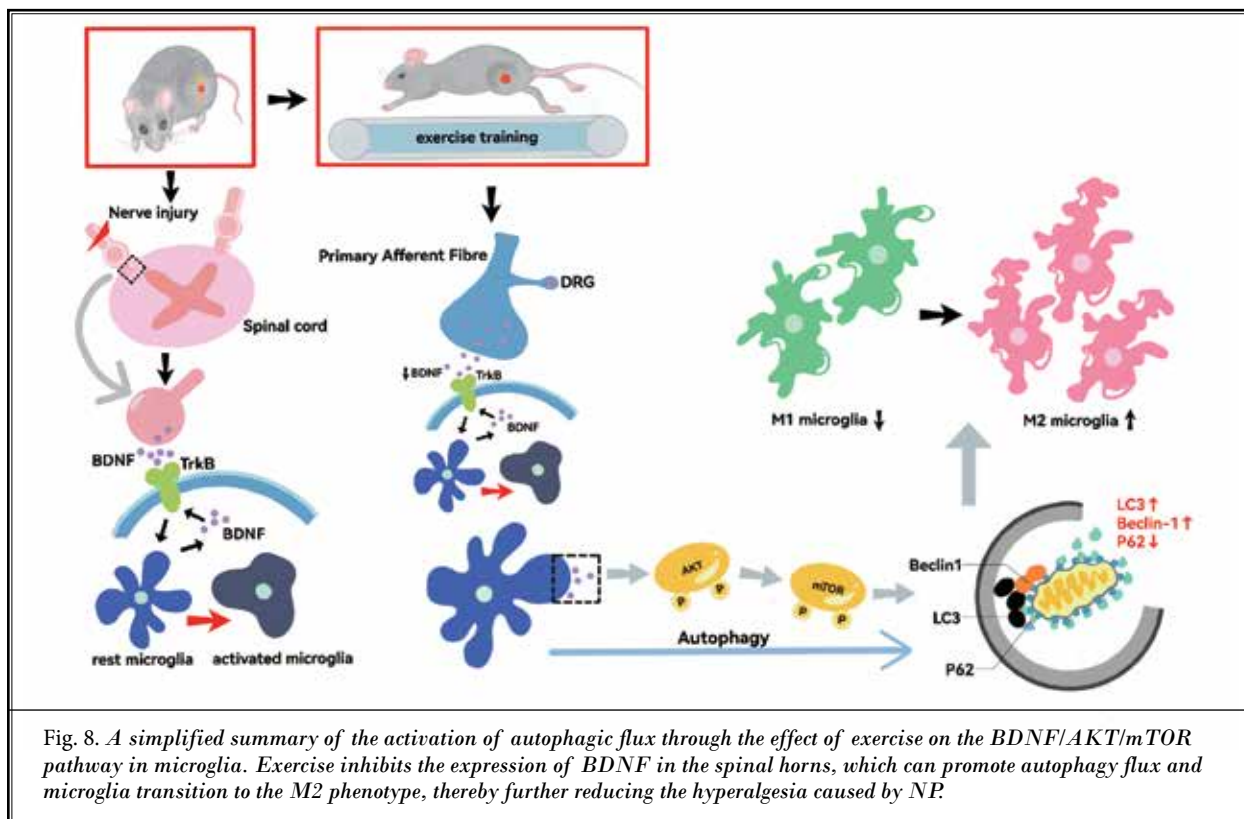 exercise training
Nerve injury
Spinal cord
BDNF
TrkB
BDNF
rest microglia
activated microglia
Primary Afferent Fibre
DRG
↓BDNF
TrkB
BDNF
AKT
P
P
mTOR
P
P
Autophagy
M1 microglia ↓
M2 microglia ↑
LC3 ↑
Beclin-1 ↑
P62 ↓
Beclin1
LC3
P62
Fig. 8. A simplified summary of the activation of autophagic flux through the effect of exercise on the BDNF/AKT/mTOR
pathway in microglia. Exercise inhibits the expression of BDNF in the spinal horns, which can promote autophagy flux and
microglia transition to the M2 phenotype, thereby further reducing the hyperalgesia caused by NP.